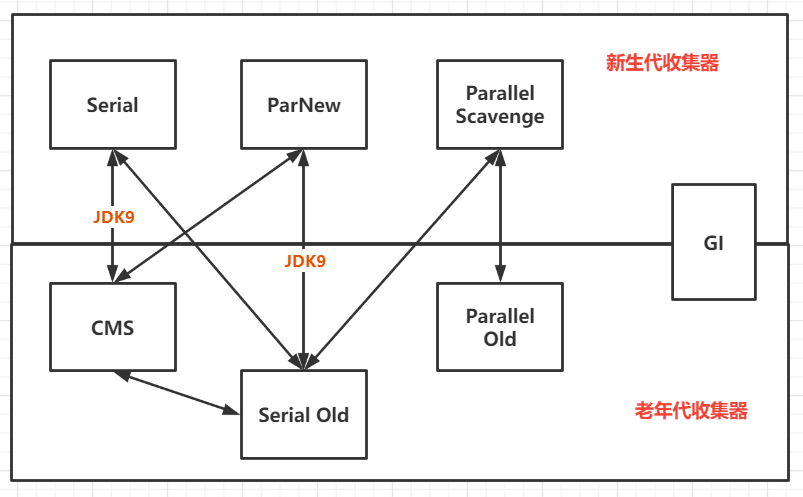 新生代收集器
Serial
ParNew
Parallel
Scavenge
JDK9
GI
JDK9
CMS
Parallel
Old
Serial Old
老年代收集器